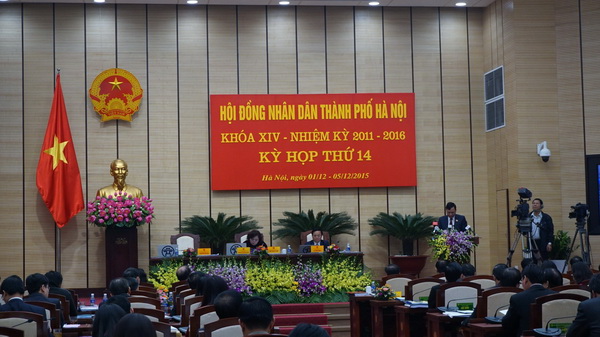 HỘI ĐỒNG NHÂN DÂN THÀNH PHỐ HÀ NỘI
KHÓA XIV - NHIỆM KỲ 2011 - 2016
KỲ HỌP THỨ 14
Hà Nội, ngày 01/12 - 05/12/2015